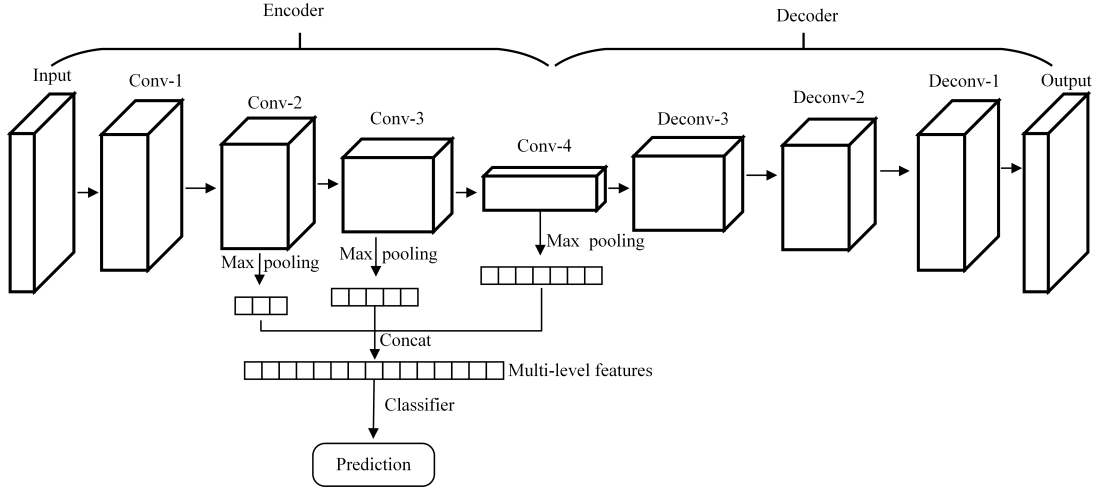 Encoder
Decoder
Input
Conv-1
Conv-2
Conv-3
Conv-4
Deconv-3
Deconv-2
Deconv-1
Output
Max pooling
Max pooling
Max pooling
Concat
Multi-level features
Classifier
Prediction